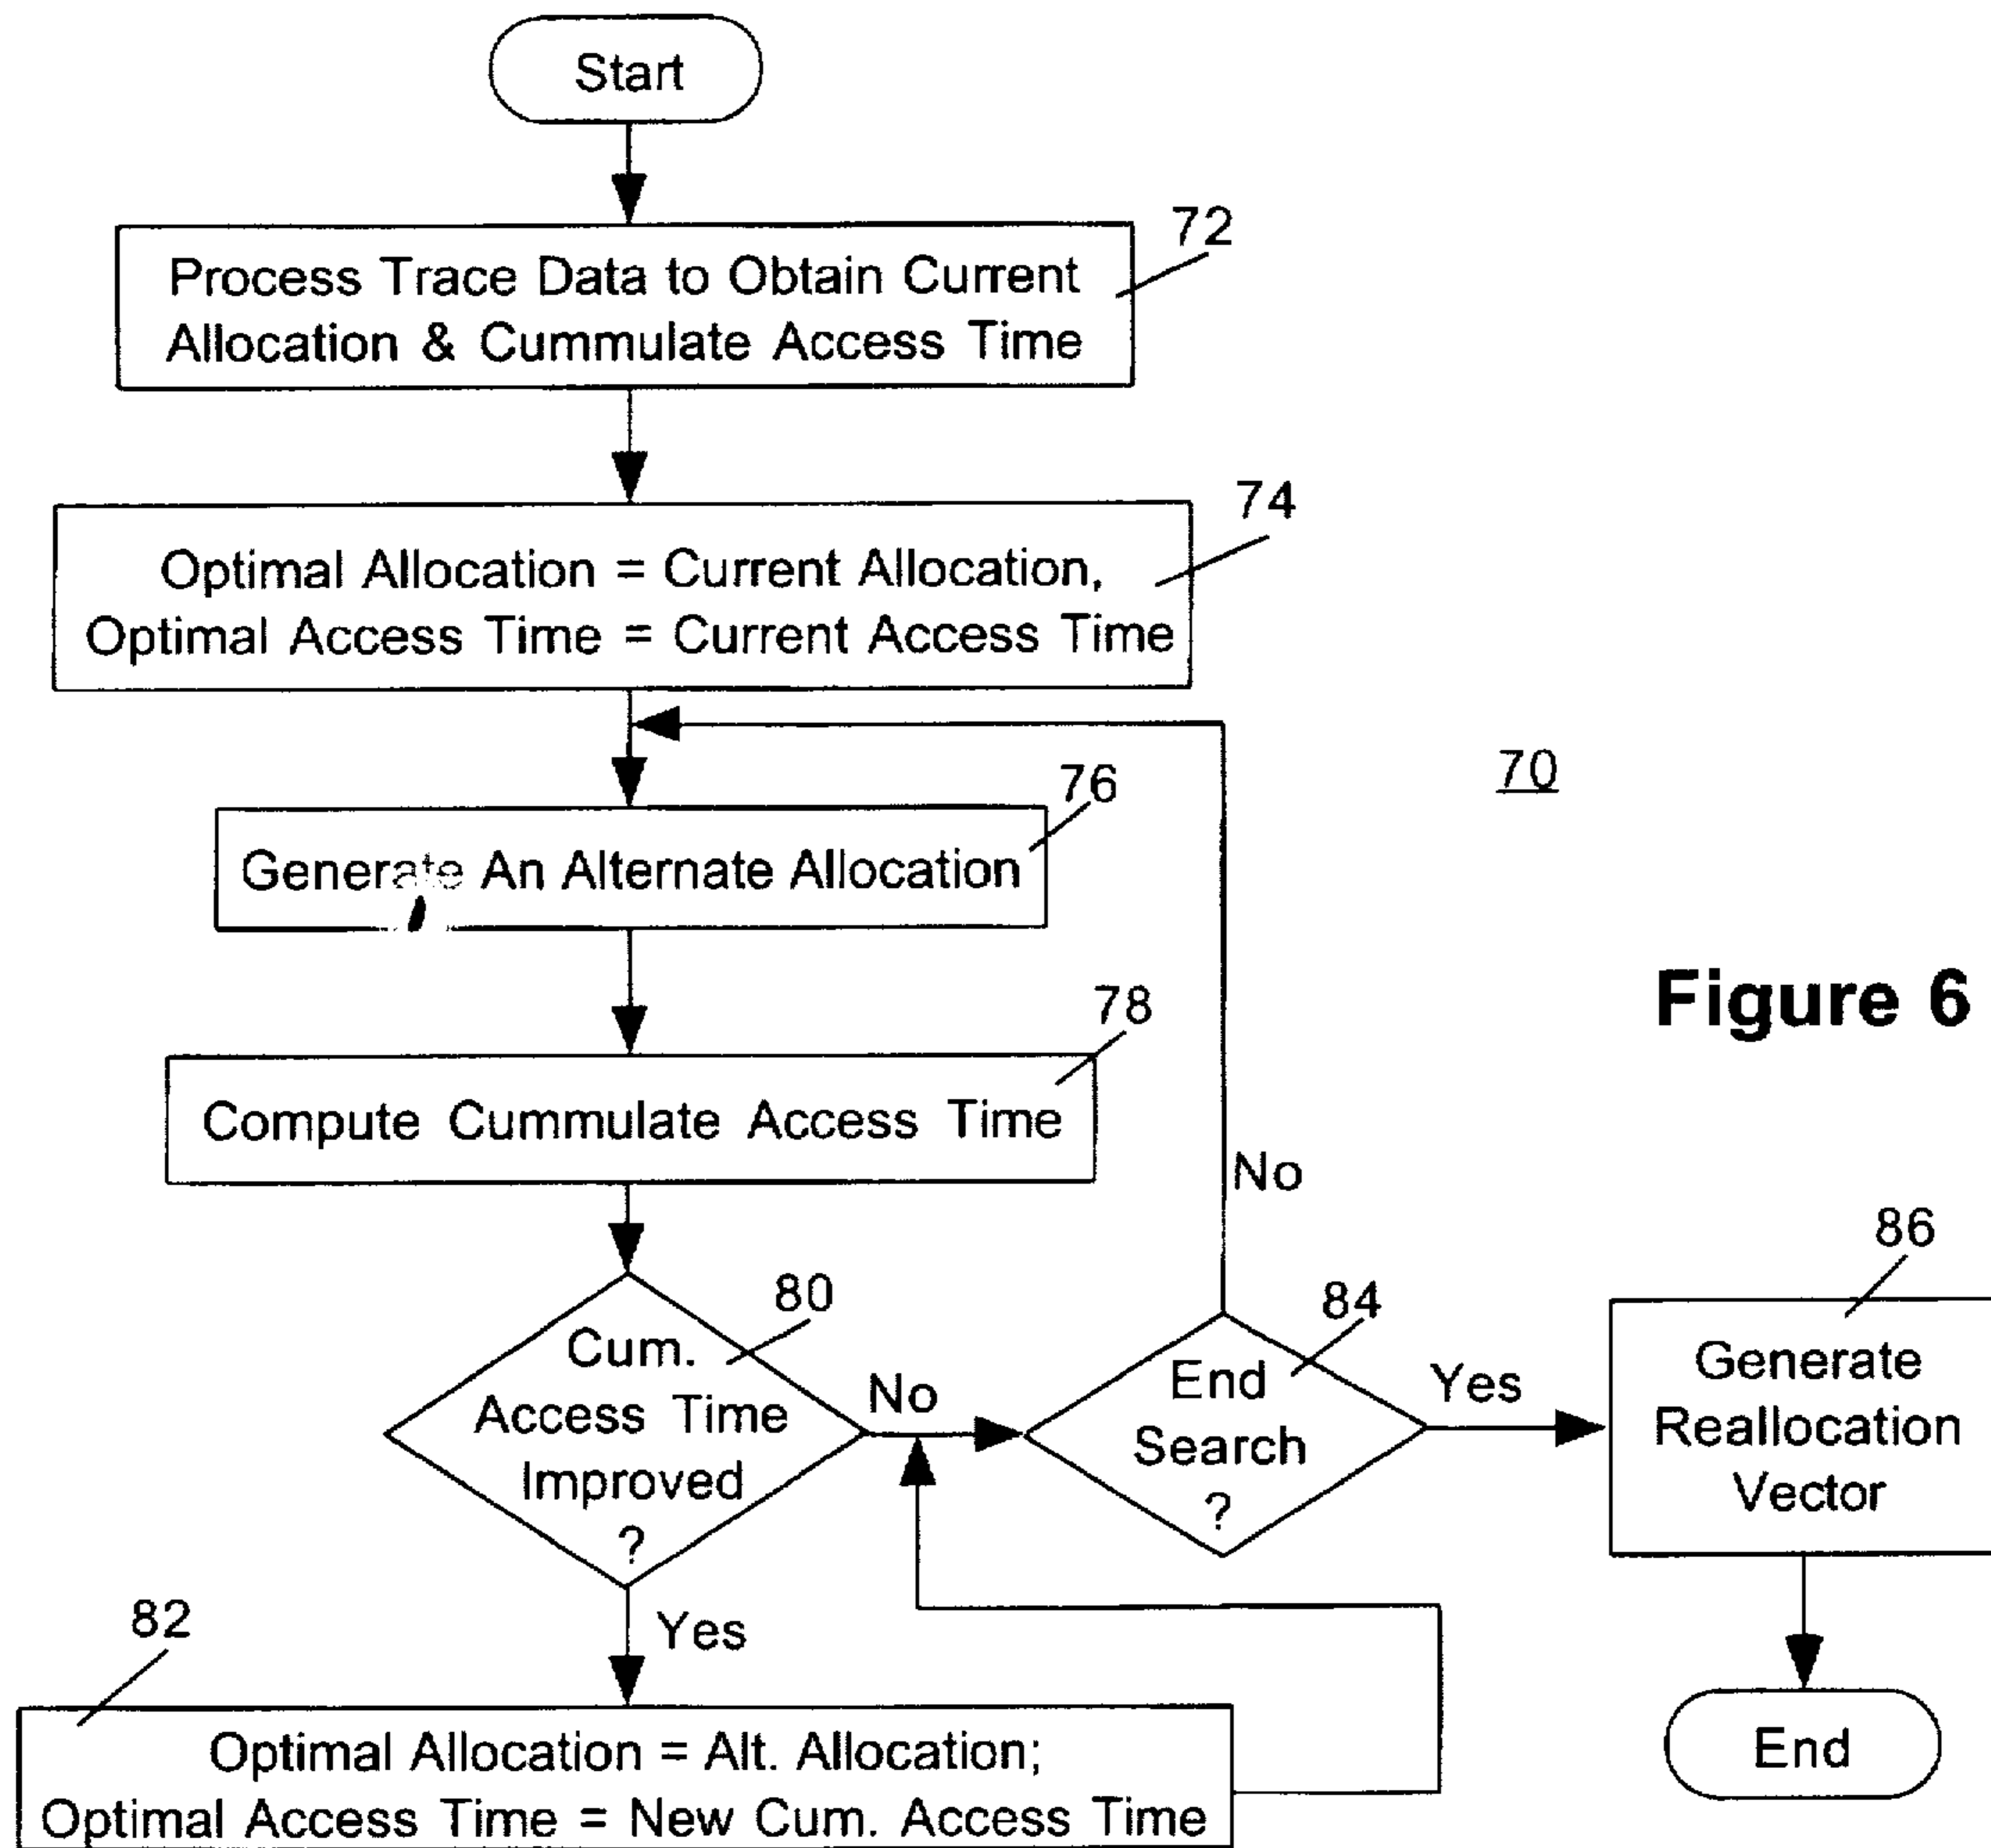 Start
72
Process Trace Data to Obtain Current
Allocation & Cummulate Access Time
74
Optimal Allocation = Current Allocation,
Optimal Access Time = Current Access Time
70
76
Generate An Alternate Allocation
Figure 6
78
Compute Cummulate Access Time
No
80
Cum.
Access Time
Improved
?
No
84
End
Search
?
Yes
86
Generate
Reallocation
Vector
Yes
82
Optimal Allocation = Alt. Allocation;
Optimal Access Time = New Cum. Access Time
End